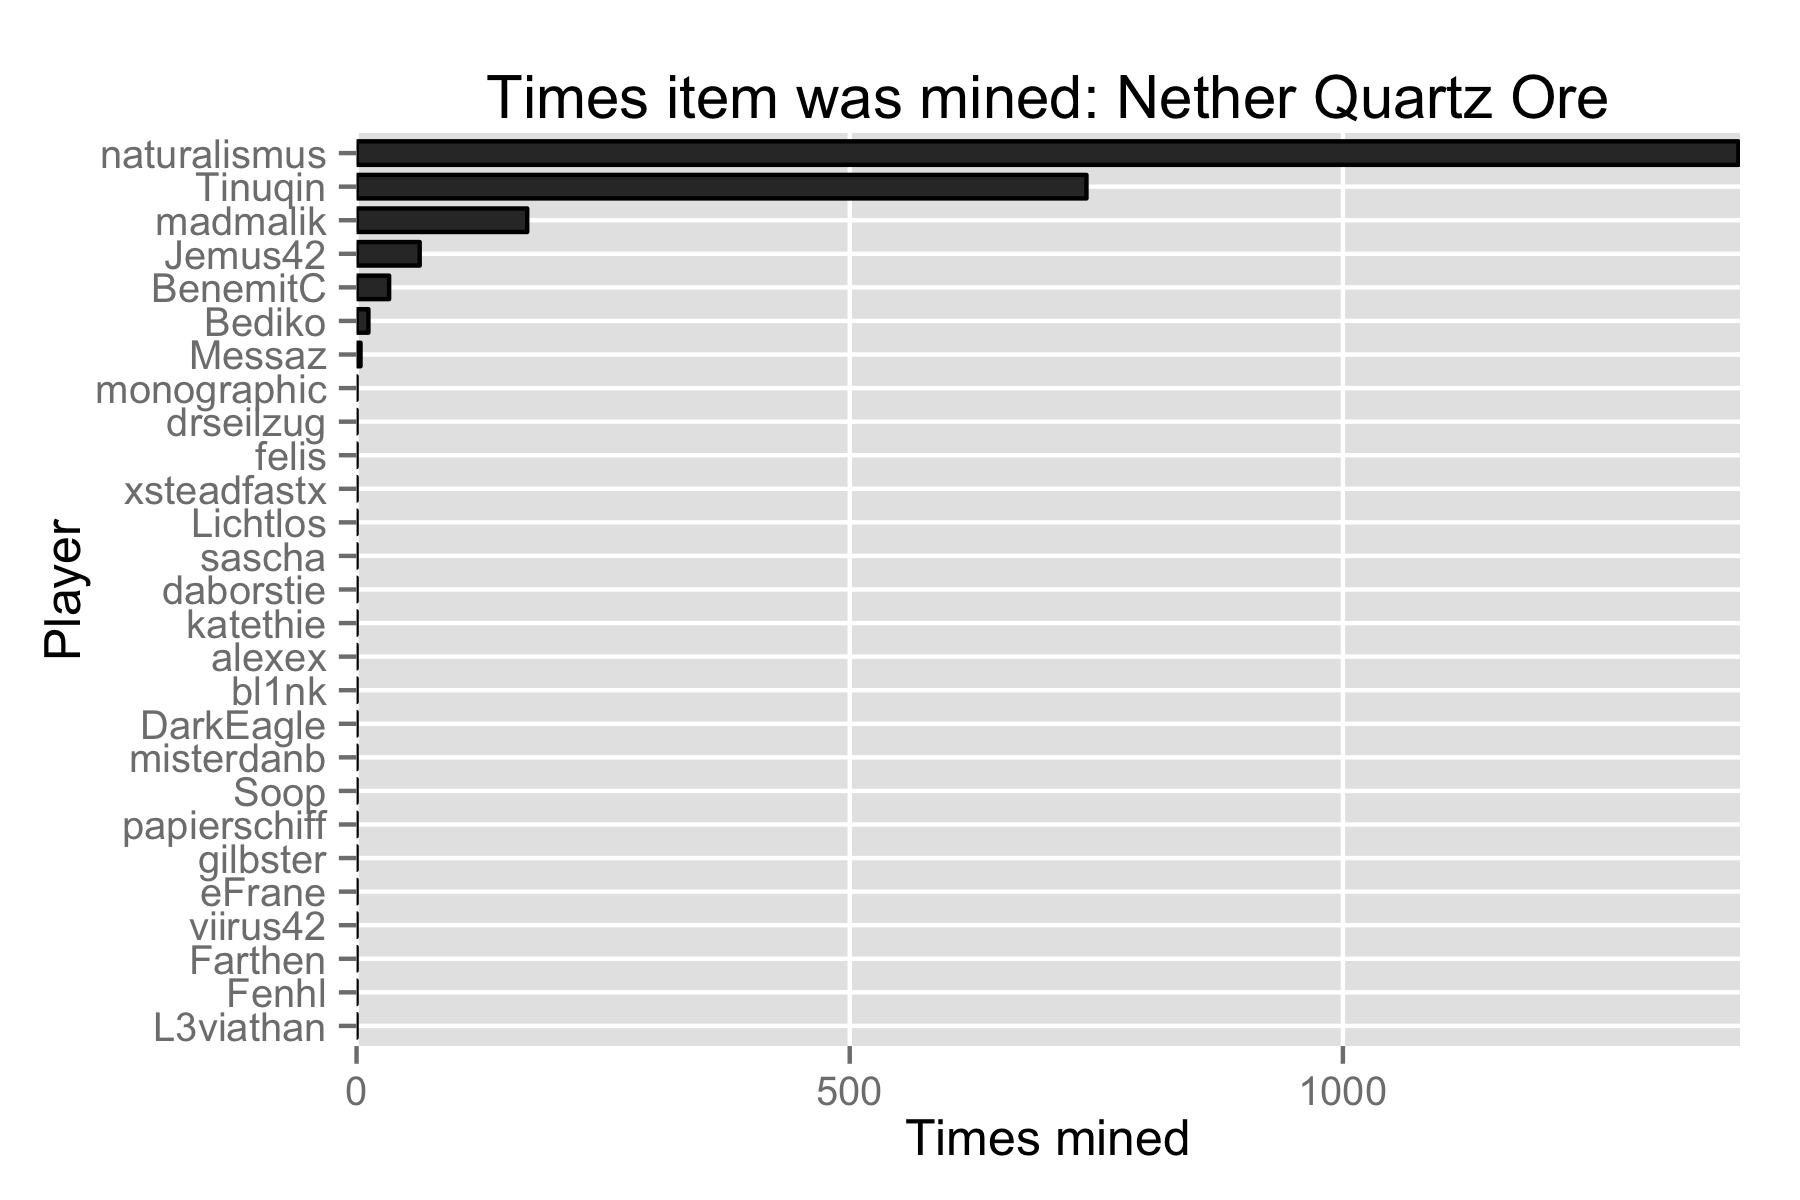 Times item was mined: Nether Quartz Ore
naturalismus
Tinuqin
madmalik
Jemus42
BenemitC
Bediko
Messaz
monographic
drseilzug
felis
xsteadfastx
Lichtlos
sascha
daborstie
katethie
alexex
bl1nk
DarkEagle
misterdanb
Soop
papierschiff
gilbster
eFrane
viirus42
Farthen
Fenhl
L3viathan
Player
0 500 1000
Times mined